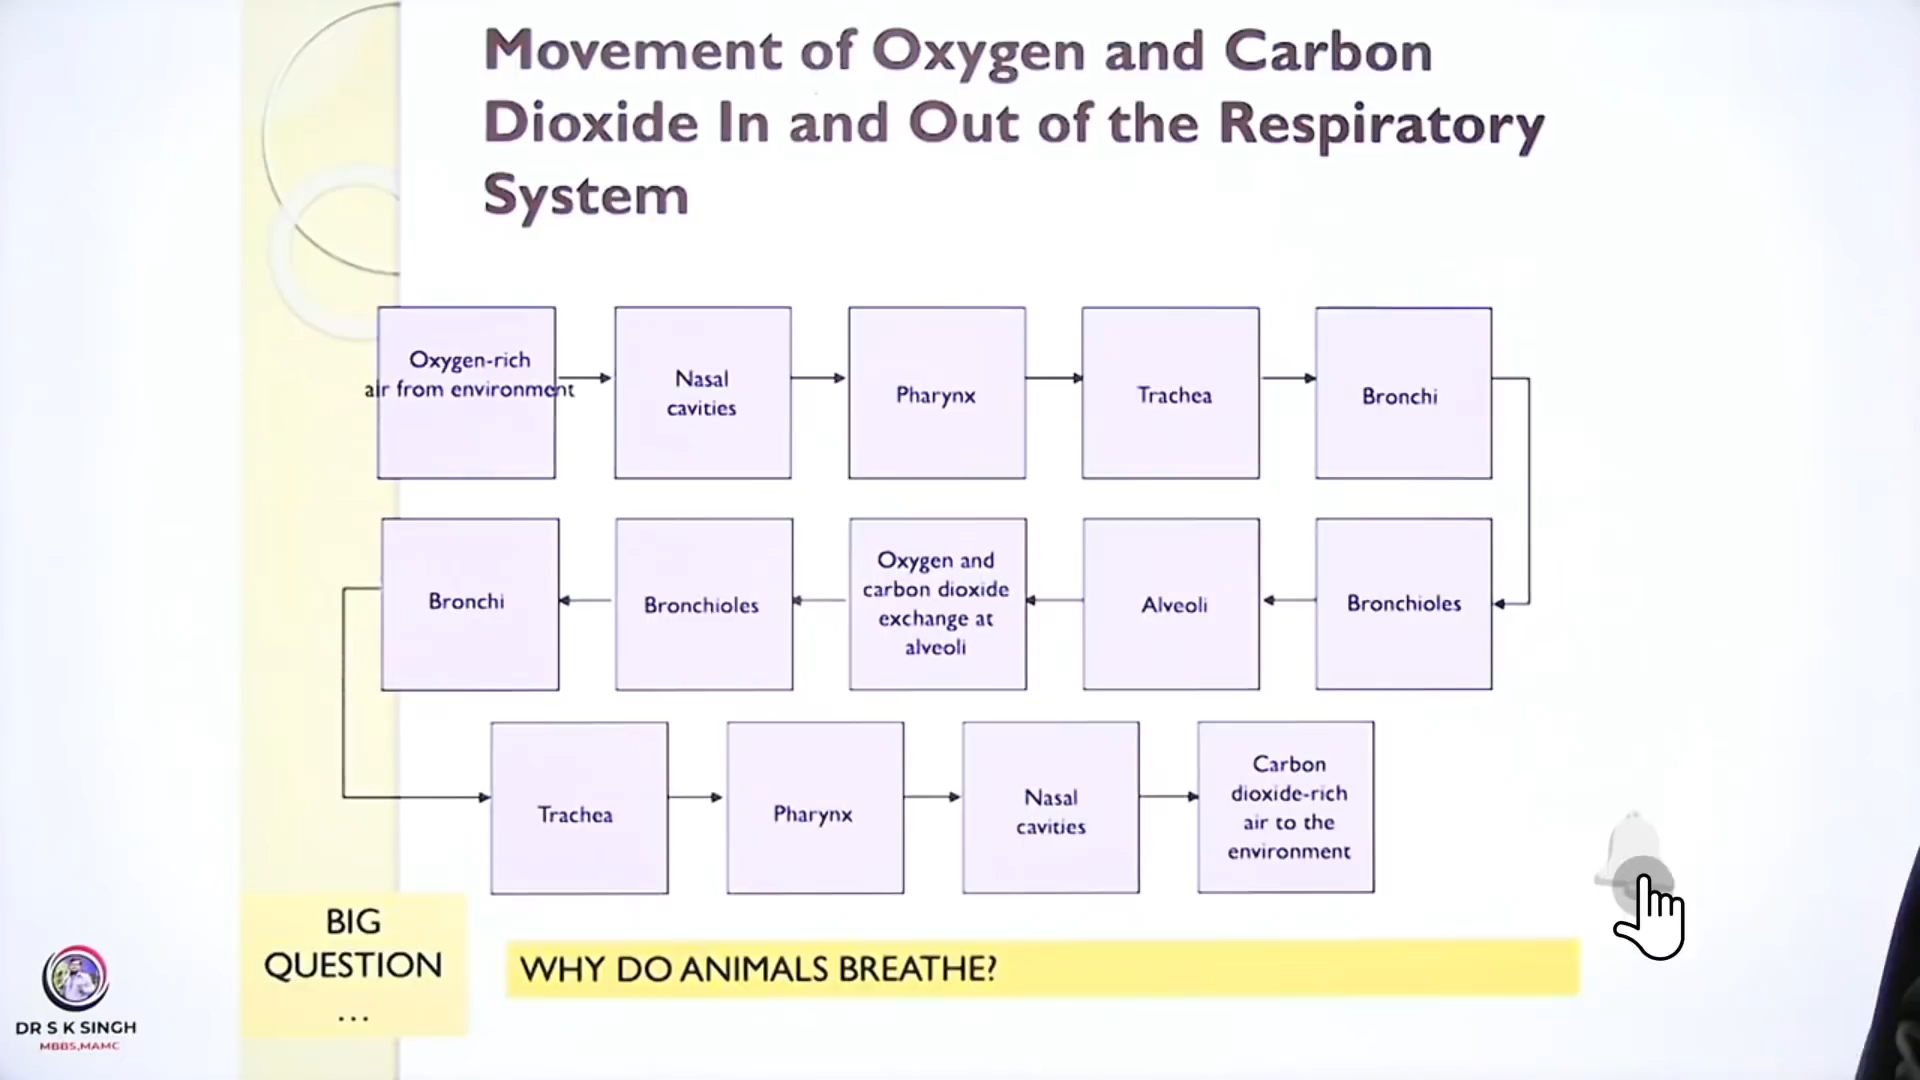 Movement of Oxygen and Carbon
Dioxide In and Out of the Respiratory
System
Oxygen-rich
air from environment
Nasal
cavities
Pharynx
Trachea
Bronchi
Bronchi
Bronchioles
Oxygen and
carbon dioxide
exchange at
alveoli
Alveoli
Bronchioles
Trachea
Pharynx
Nasal
cavities
Carbon
dioxide-rich
air to the
environment
BIG
QUESTION
...
WHY DO ANIMALS BREATHE?
DR S K SINGH
MBBS,MAMC